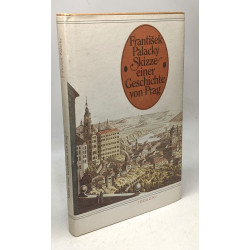 František
Palacký
Skizze
einer
Geschichte
von Prag